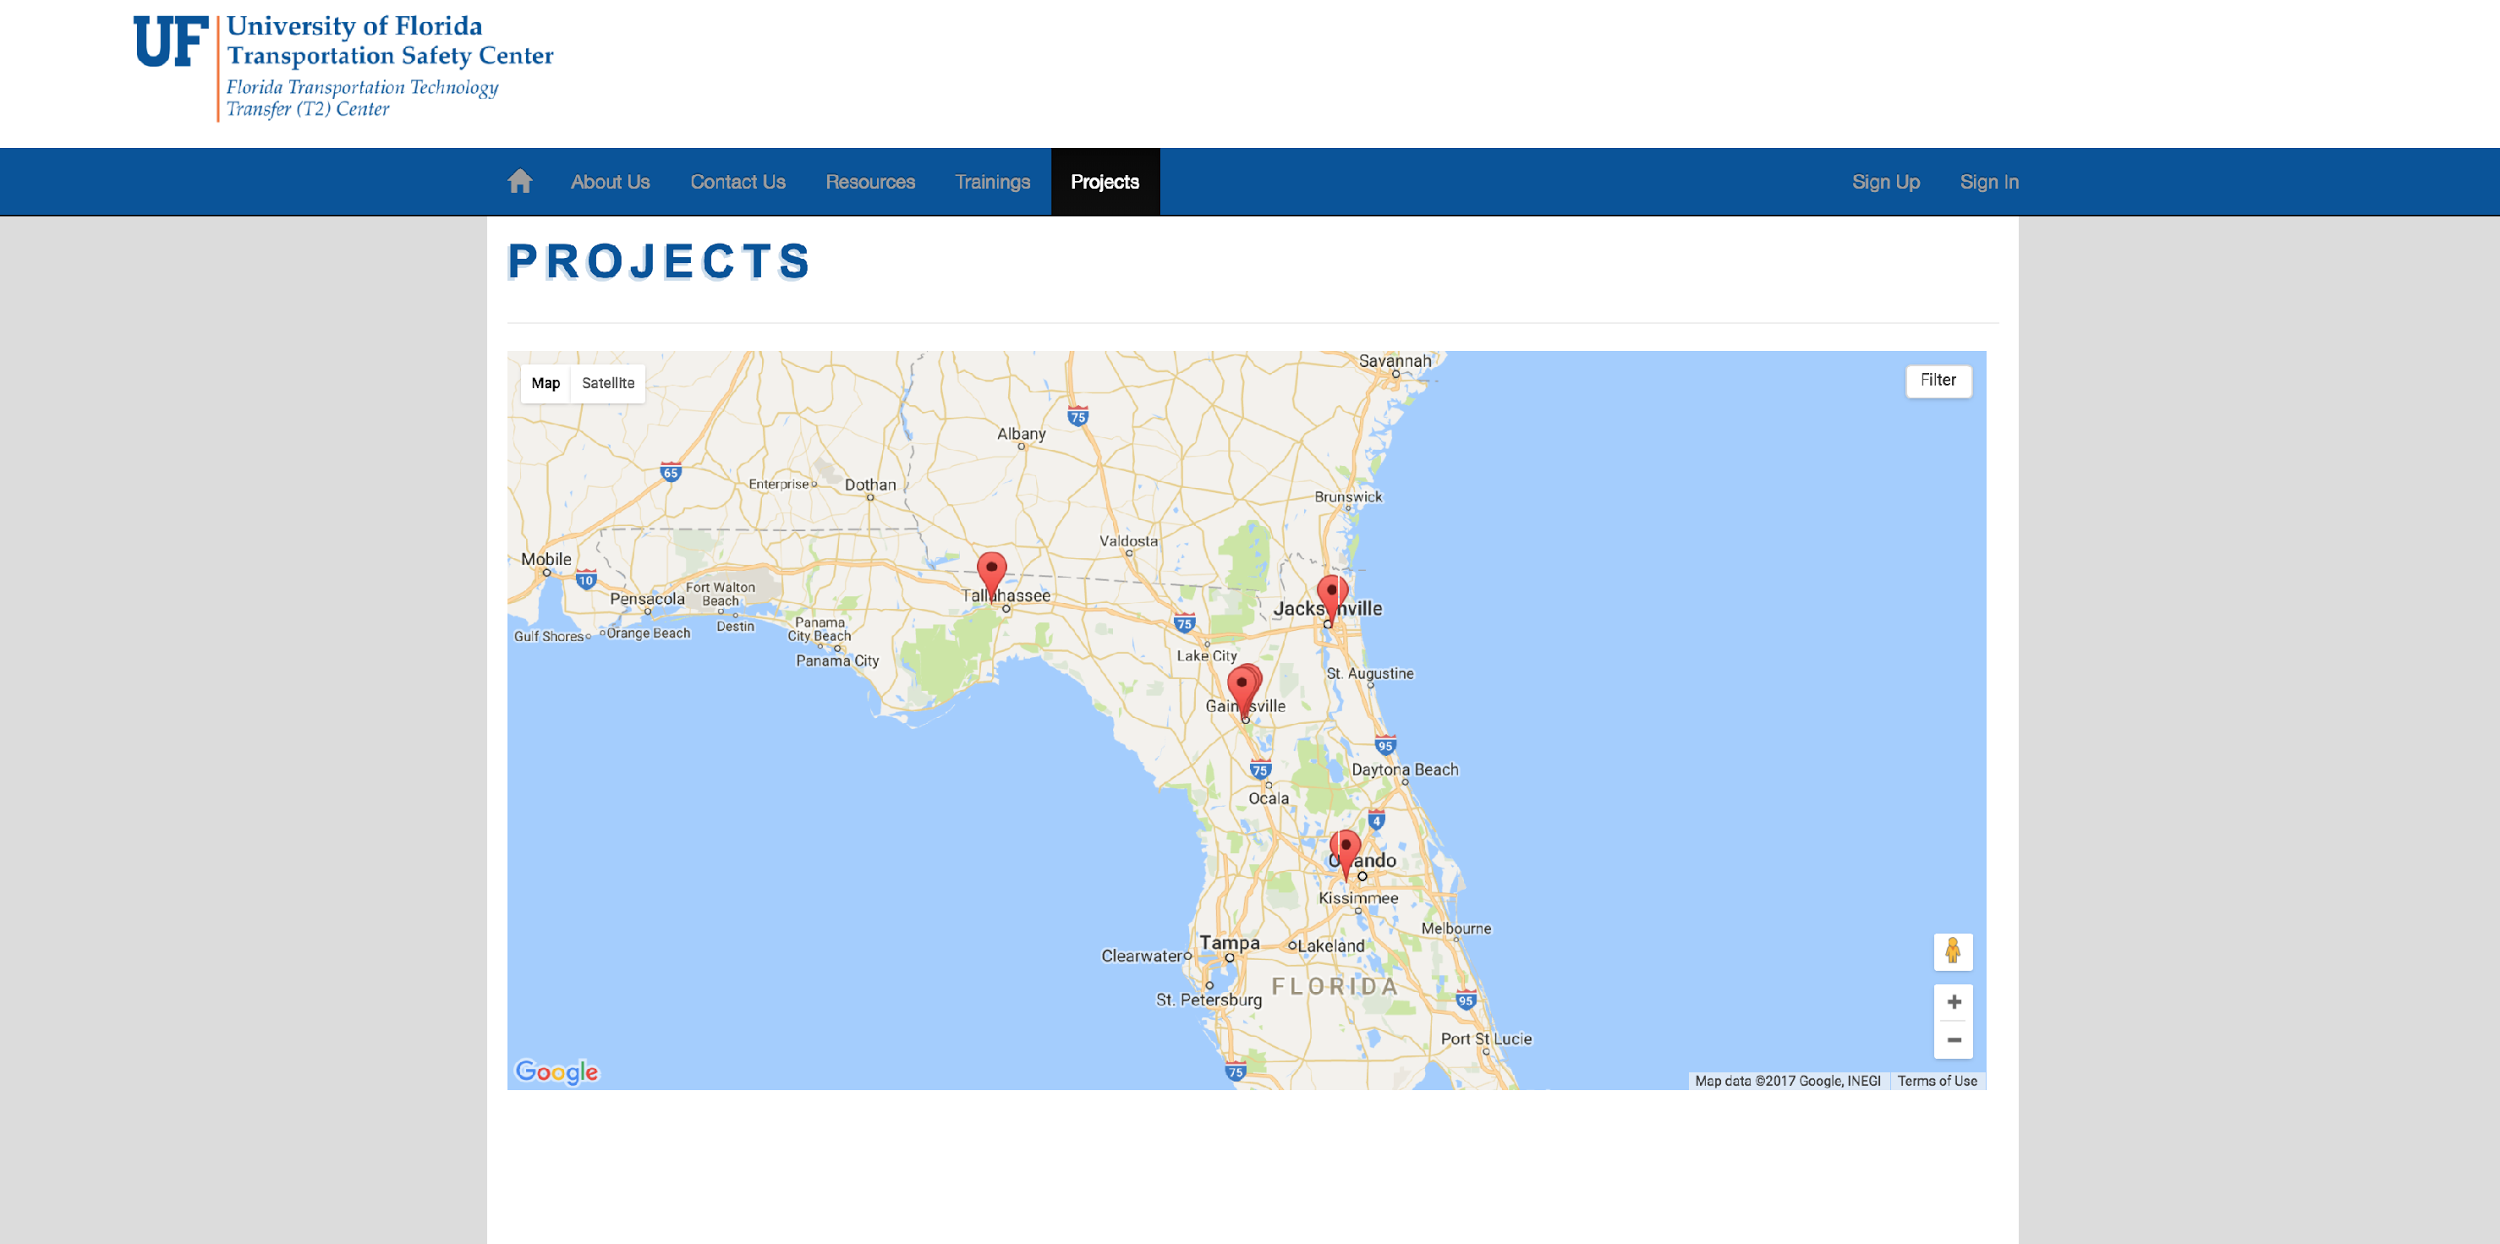 UF
University of Florida
Transportation Safety Center
Florida Transportation Technology
Transfer (T2) Center
About Us
Contact Us
Resources
Trainings
Projects
Sign Up
Sign In
PROJECTS
Map
Satellite
Filter
Savannah
75
Albany
65
Enterprise
Dothan
Brunswick
Valdosta
Mobile
10
Pensacola
Fort Walton
Beach
Tallahassee
Jacksonville
Gulf Shores
Orange Beach
Destin
Panama
City Beach
Panama City
75
Lake City
St. Augustine
Gainesville
95
75
Daytona Beach
Ocala
4
Orlando
Kissimmee
Melbourne
Tampa
Lakeland
Clearwater
FLORIDA
St. Petersburg
95
Port St Lucie
75
Google
Map data ©2017 Google, INEGI
Terms of Use